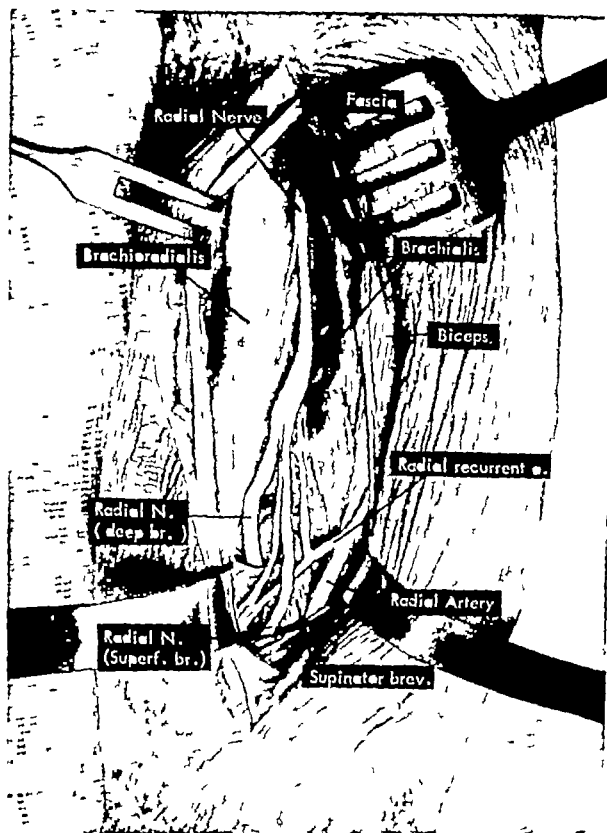 Fascia
Radial Nerve
Brachioradialis
Brachialis
Biceps.
Radial recurrent a.
Radial N.
(deep br.)
Radial Artery
Radial N.
(Superf. br.)
Supinator brev.